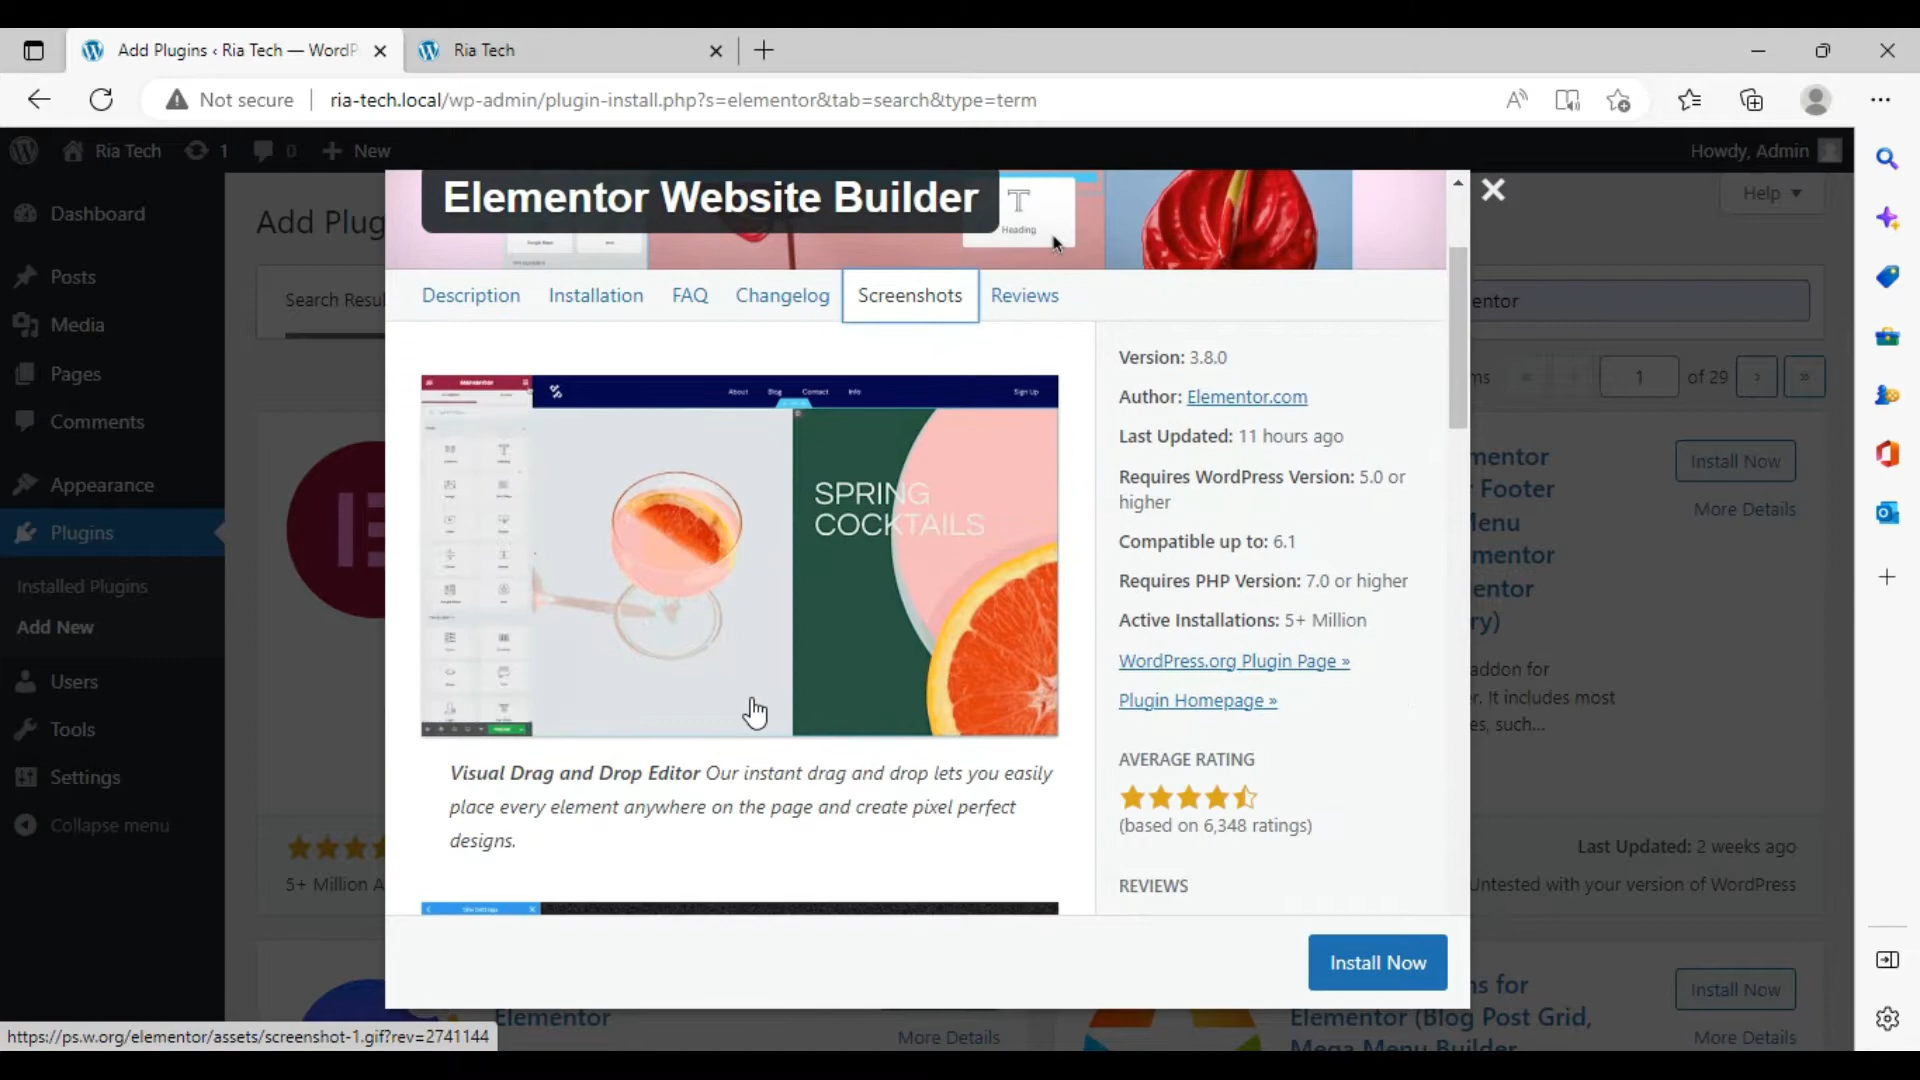 Add Plugins ‹ Ria Tech — WordP
Ria Tech
Not secure
ria-tech.local/wp-admin/plugin-install.php?s=elementor&tab=search&type=term
Ria Tech
1
0
New
Howdy, Admin
Dashboard
Posts
Media
Pages
Comments
Appearance
Plugins
Installed Plugins
Add New
Users
Tools
Settings
Collapse menu
Add Plug
Help
Search Resul
entor
ms « ‹ 1 of 29 › »
Elementor Website Builder
Heading
Description
Installation
FAQ
Changelog
Screenshots
Reviews
About Blog Contact Info Sign Up
SPRING
COCKTAILS
Visual Drag and Drop Editor Our instant drag and drop lets you easily
place every element anywhere on the page and create pixel perfect
designs.
Version: 3.8.0
Author: Elementor.com
Last Updated: 11 hours ago
Requires WordPress Version: 5.0 or
higher
Compatible up to: 6.1
Requires PHP Version: 7.0 or higher
Active Installations: 5+ Million
WordPress.org Plugin Page »
Plugin Homepage »
AVERAGE RATING
(based on 6,348 ratings)
REVIEWS
Install Now
mentor
r Footer
Menu
ementor
entor
ry)
Install Now
More Details
addon for
r. It includes most
es, such...
5+ Million A
Last Updated: 2 weeks ago
Untested with your version of WordPress
Elementor
More Details
ns for
Elementor (Blog Post Grid,
Mega Menu Builder
Install Now
More Details
https://ps.w.org/elementor/assets/screenshot-1.gif?rev=2741144